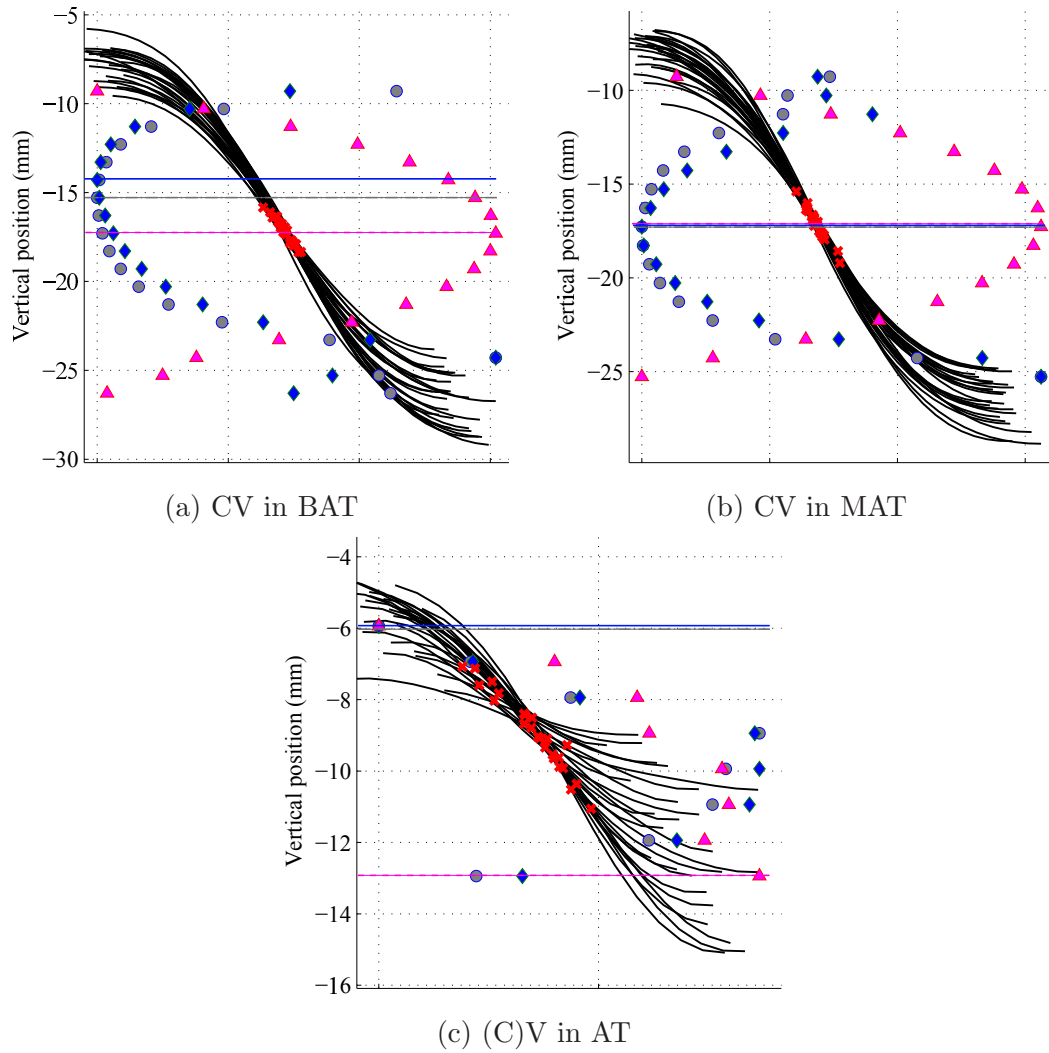 −5
−10
−15
−20
−25
−30
Vertical position (mm)
(a) CV in BAT
−10
−15
−20
−25
Vertical position (mm)
(b) CV in MAT
−4
−6
−8
−10
−12
−14
−16
Vertical position (mm)
(c) (C)V in AT